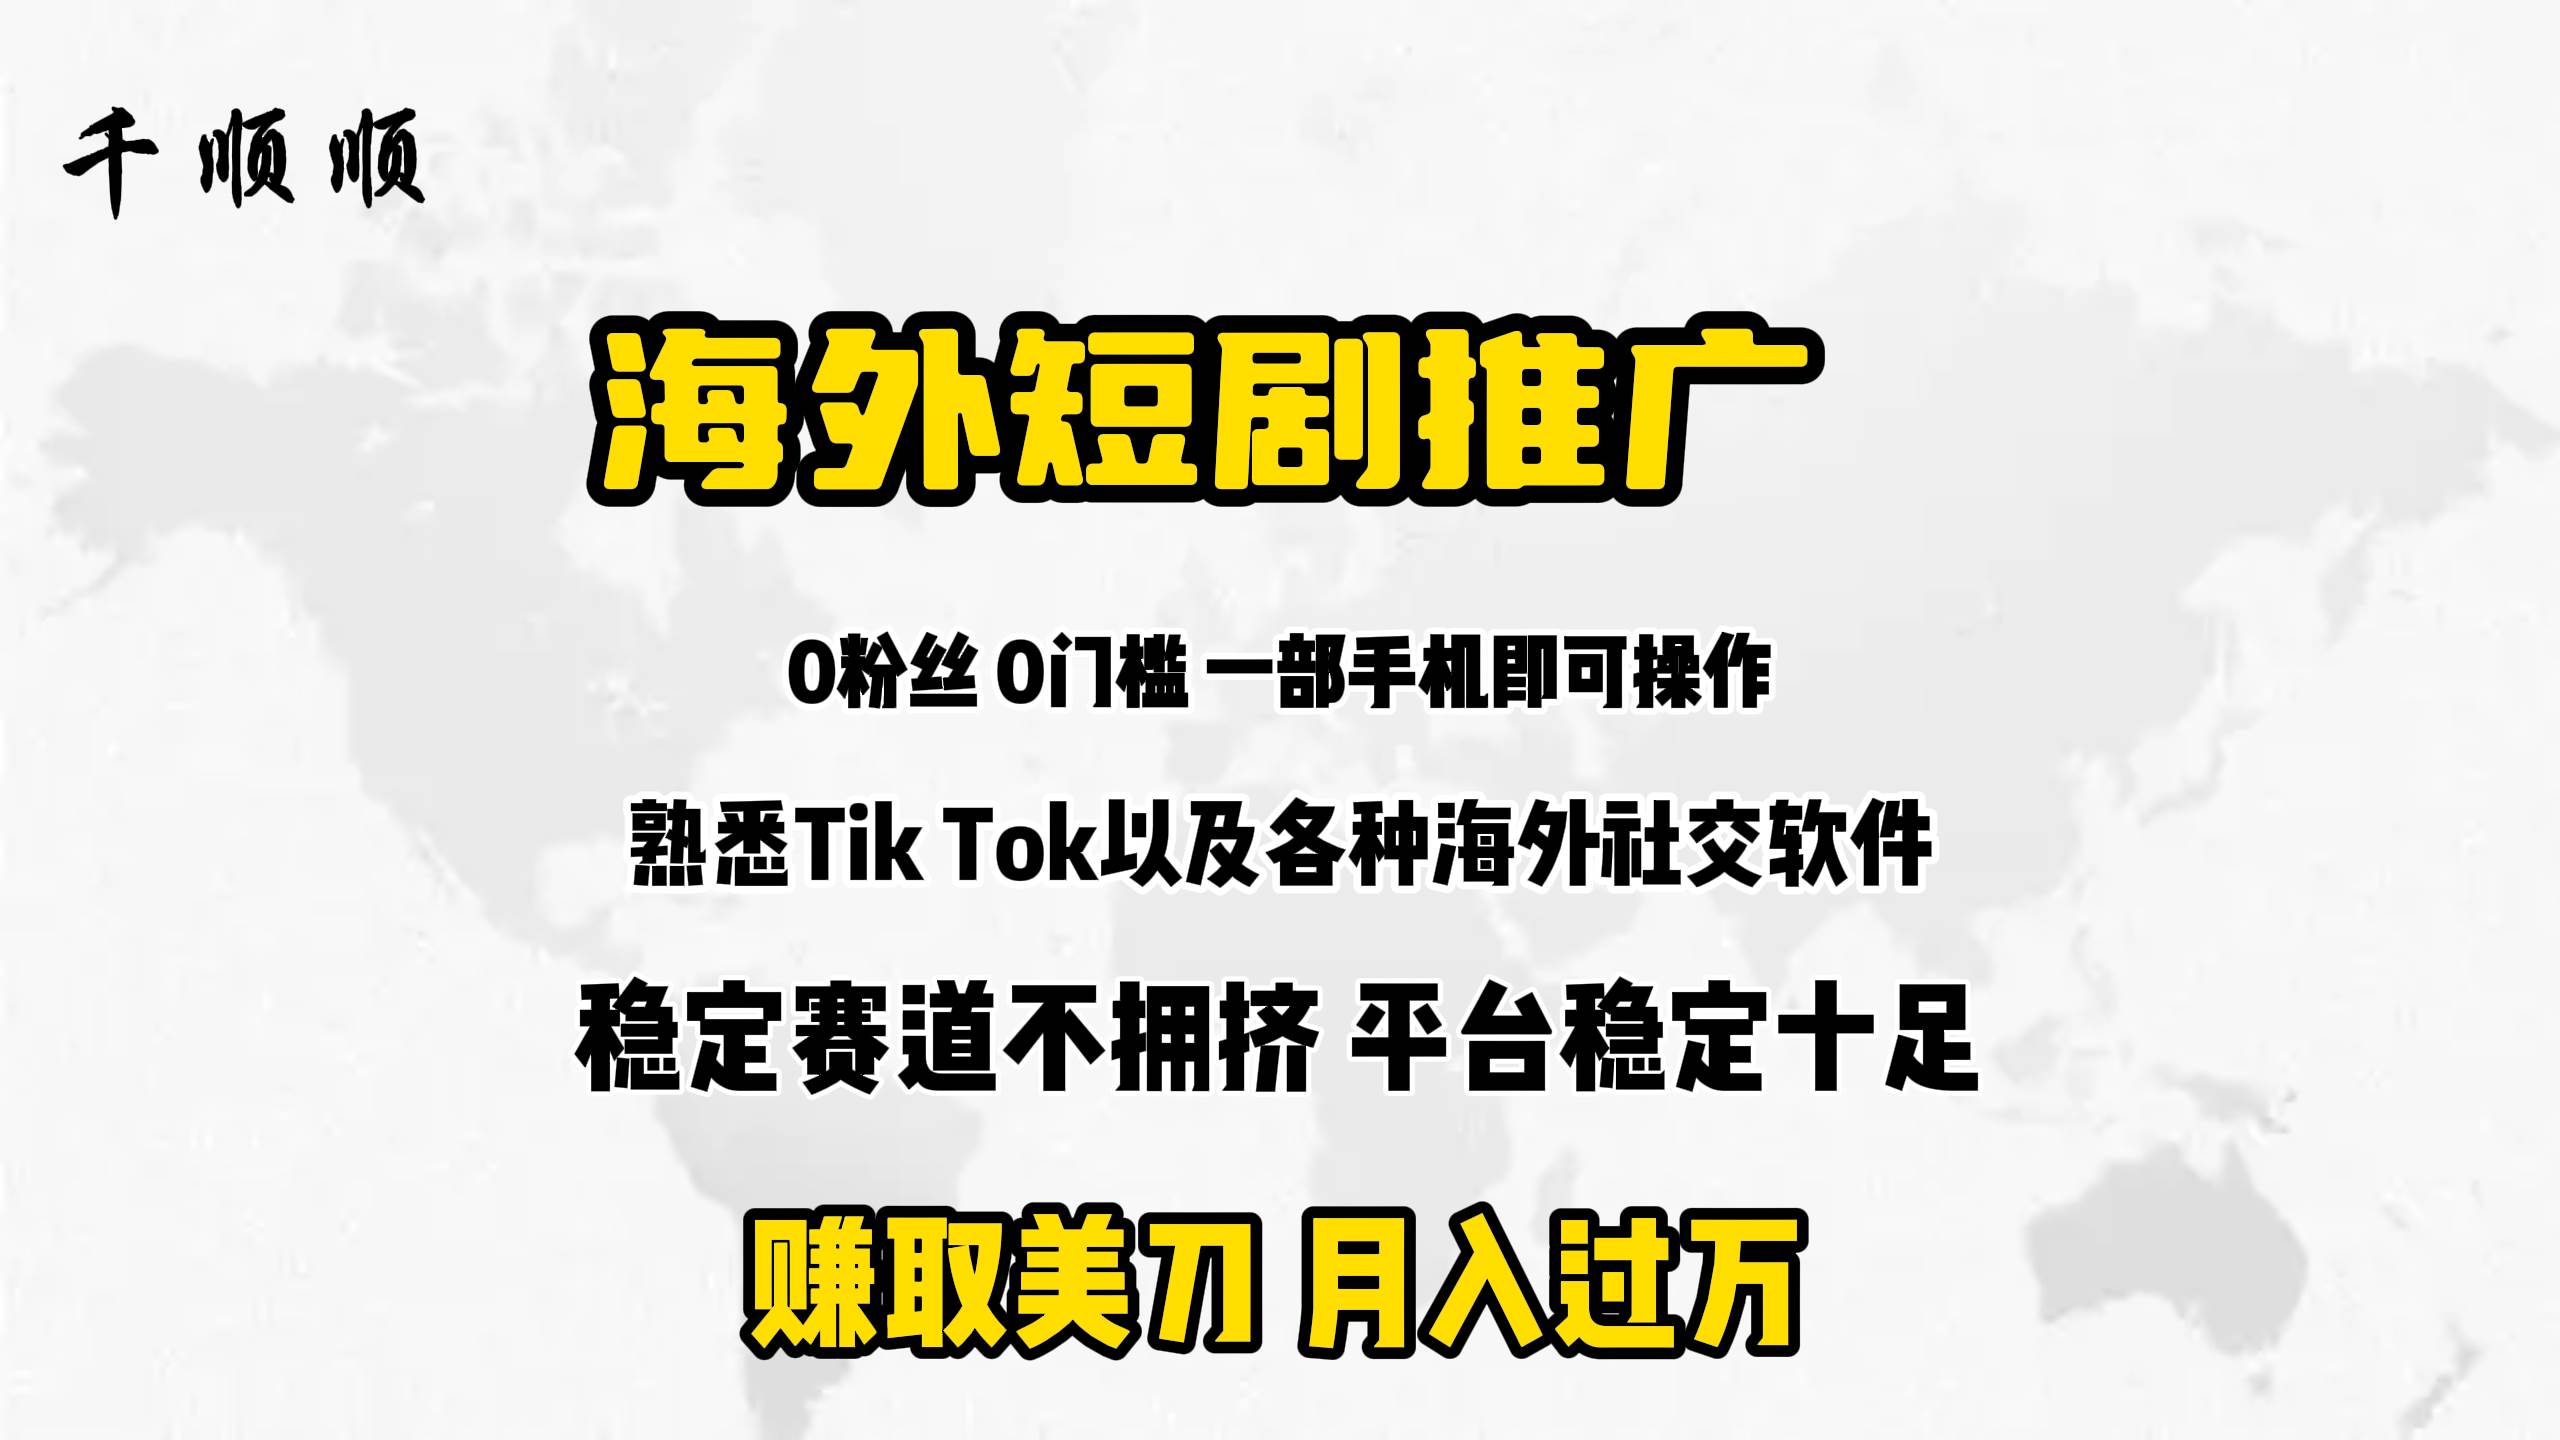 千顺顺
海外短剧推广
0粉丝 0门槛 一部手机即可操作
熟悉Tik Tok以及各种海外社交软件
稳定赛道不拥挤 平台稳定十足
赚取美刀 月入过万